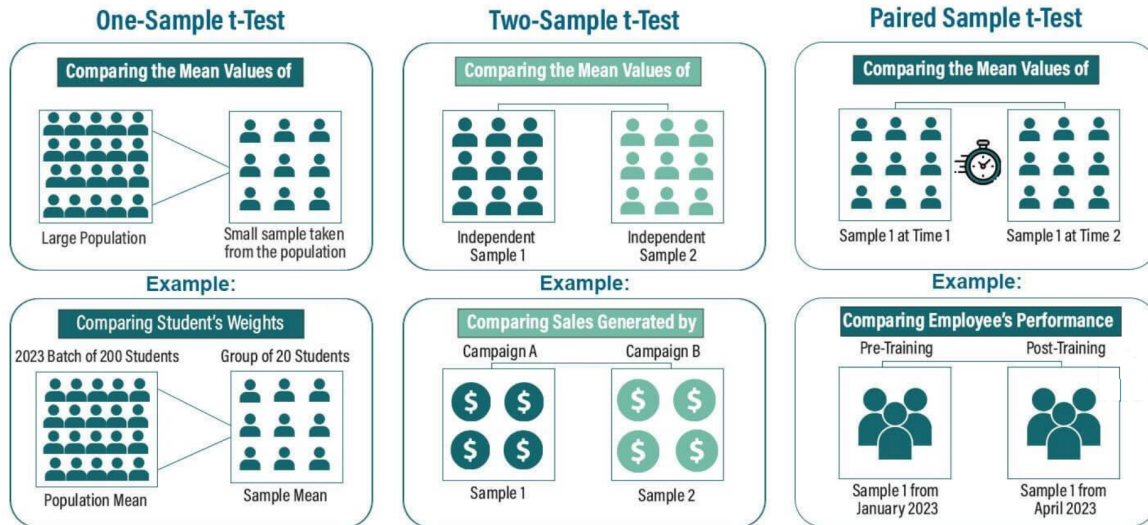 One-Sample t-Test
Comparing the Mean Values of
Large Population
Small sample taken
from the population
Example:
Comparing Student's Weights
2023 Batch of 200 Students
Group of 20 Students
Population Mean
Sample Mean
Two-Sample t-Test
Comparing the Mean Values of
Independent
Sample 1
Independent
Sample 2
Example:
Comparing Sales Generated by
Campaign A
Campaign B
$ $ $ $
$ $ $ $
Sample 1
Sample 2
Paired Sample t-Test
Comparing the Mean Values of
Sample 1 at Time 1
Sample 1 at Time 2
Example:
Comparing Employee's Performance
Pre-Training
Post-Training
Sample 1 from
January 2023
Sample 1 from
April 2023